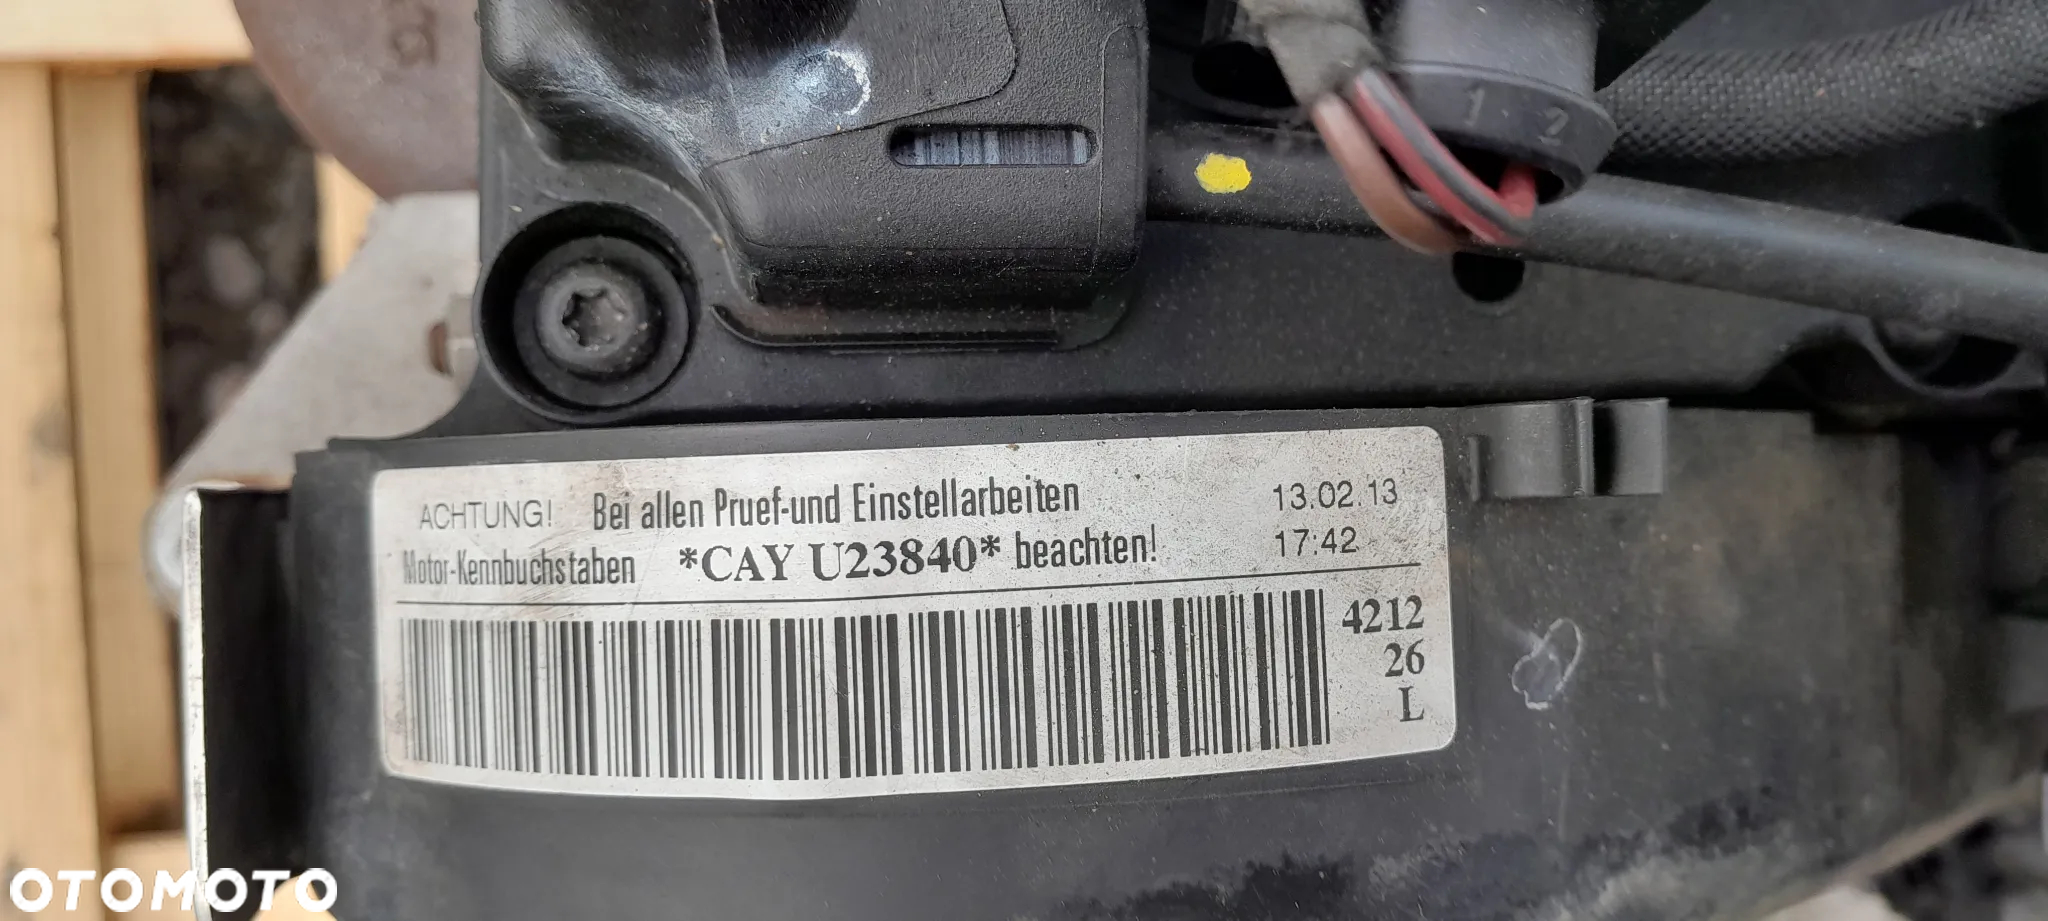 1 - 2
ACHTUNG! Bei allen Pruef-und Einstellarbeiten 13.02.13
Motor-Kennbuchstaben *CAY U23840* beachten! 17:42
4212
26
L
OTOMOTO